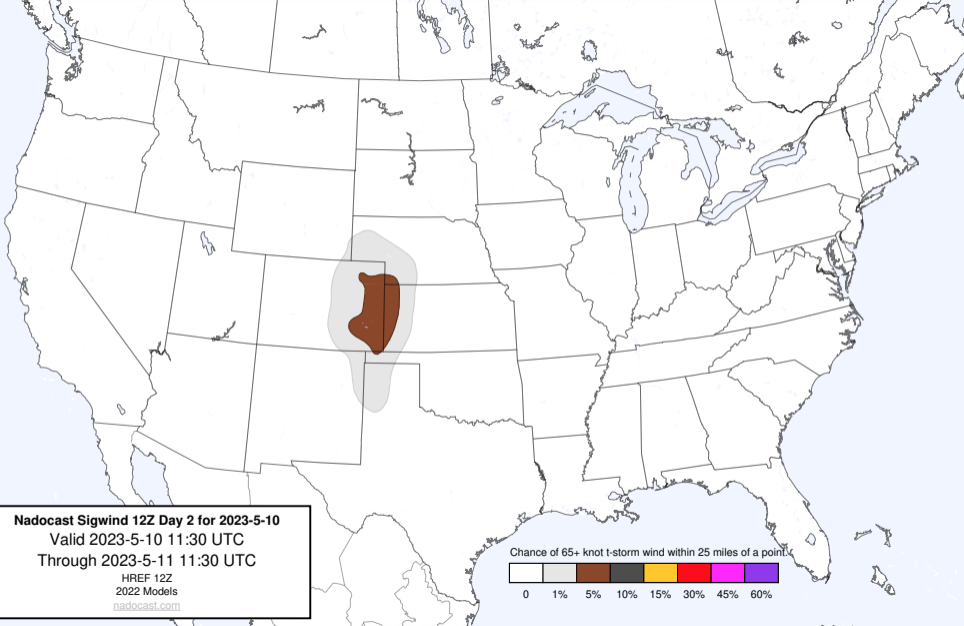 Nadocast Sigwind 12Z Day 2 for 2023-5-10
Valid 2023-5-10 11:30 UTC
Through 2023-5-11 11:30 UTC
HREF 12Z
2022 Models
nadocast.com
Chance of 65+ knot t-storm wind within 25 miles of a point.
0 1% 5% 10% 15% 30% 45% 60%